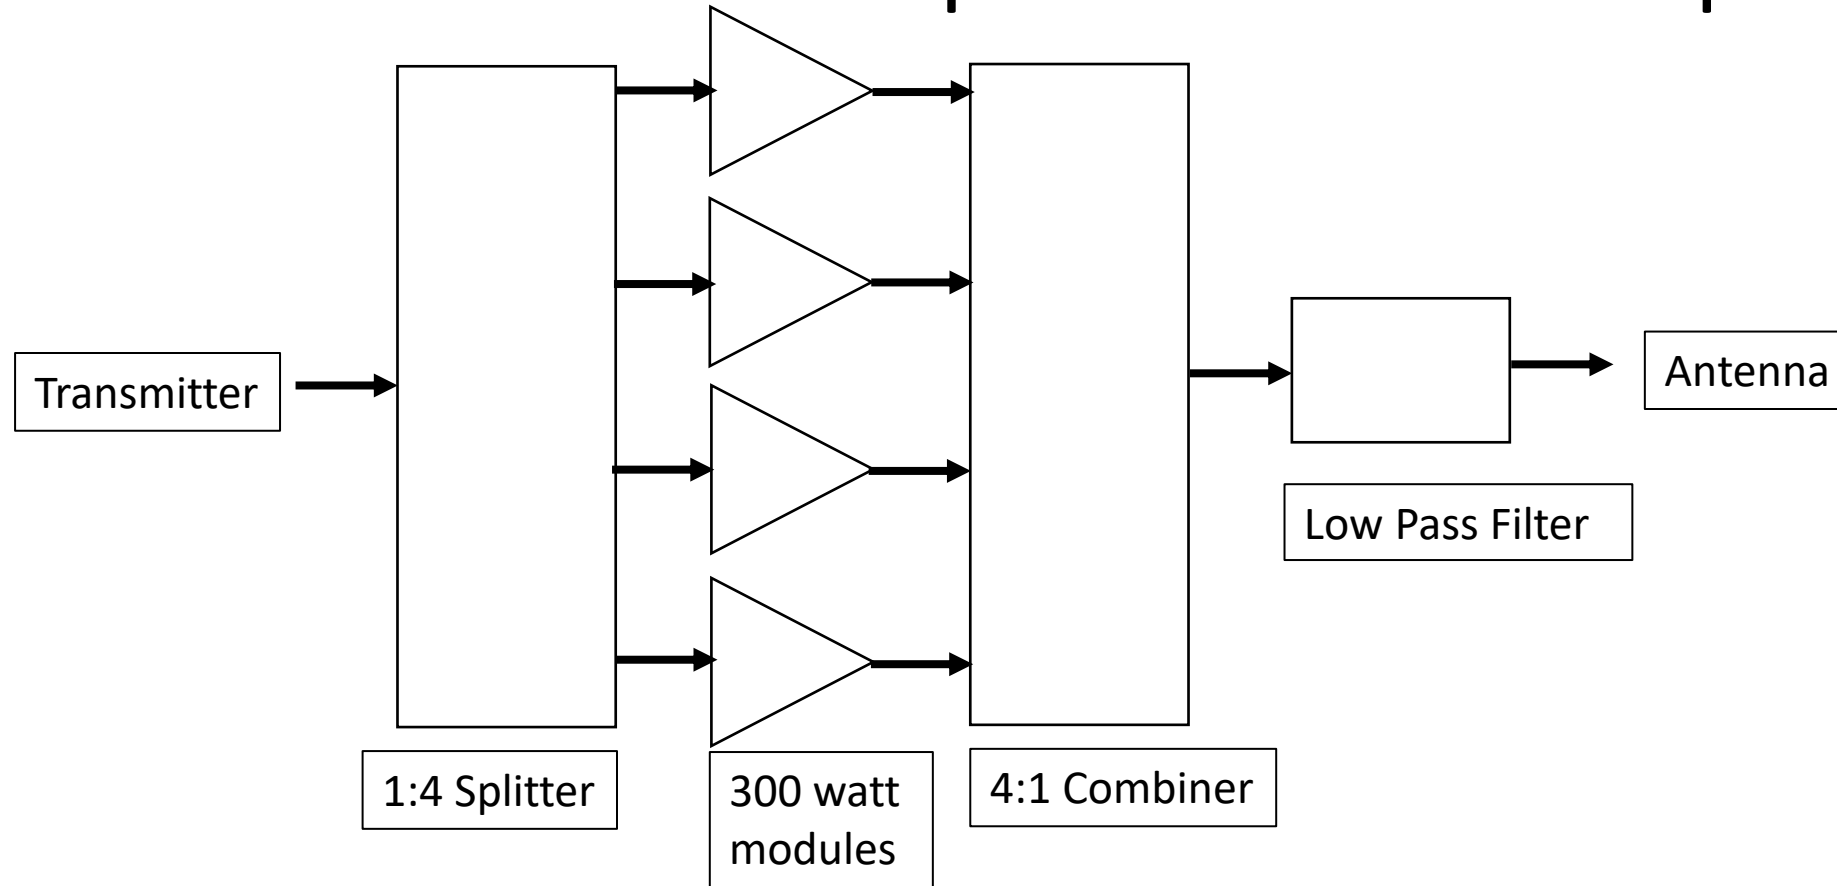 Transmitter
Antenna
Low Pass Filter
1:4 Splitter
300 watt
modules
4:1 Combiner